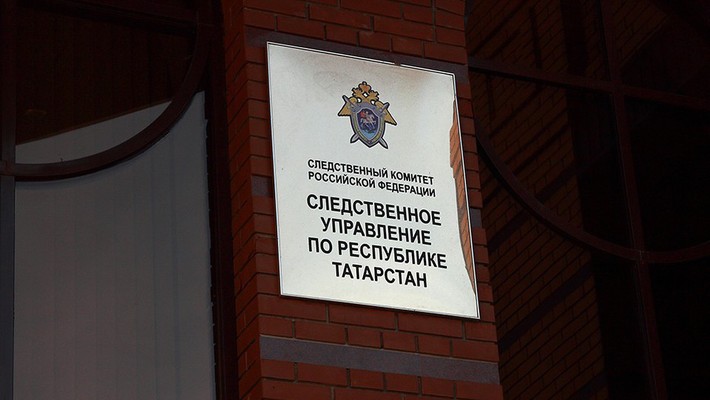 СЛЕДСТВЕННЫЙ КОМИТЕТ
РОССИЙСКОЙ ФЕДЕРАЦИИ
СЛЕДСТВЕННОЕ
УПРАВЛЕНИЕ
ПО РЕСПУБЛИКЕ
ТАТАРСТАН